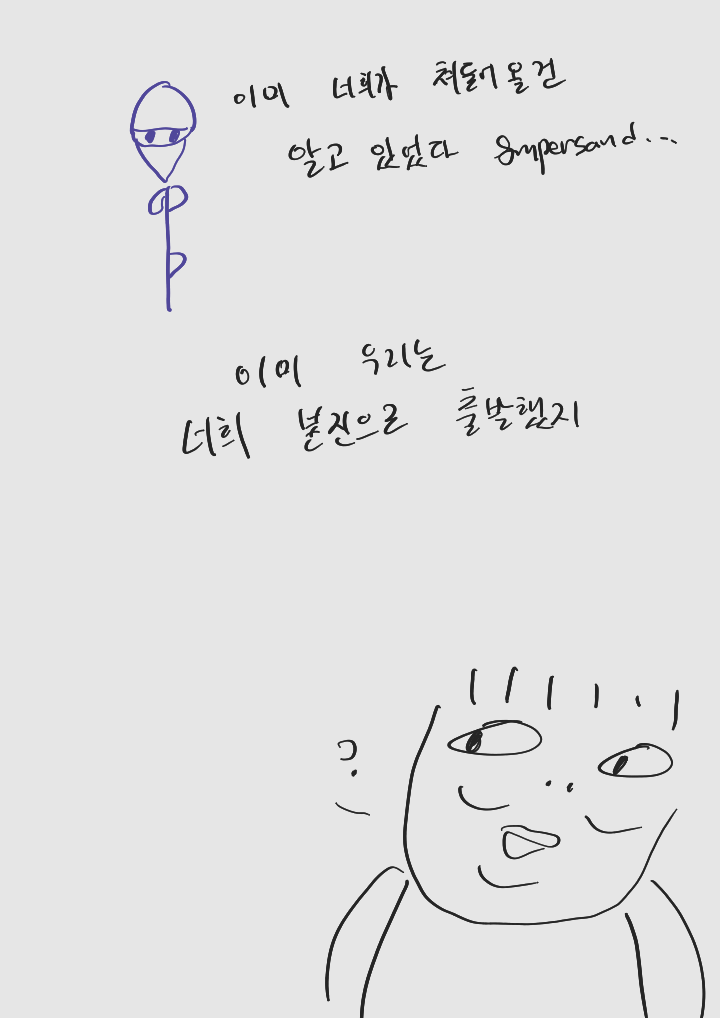 이미 너희가 쳐들어 올 건
알고 있었다 &mpersand...
이미 우리는
너희 본진으로 출발했지
?